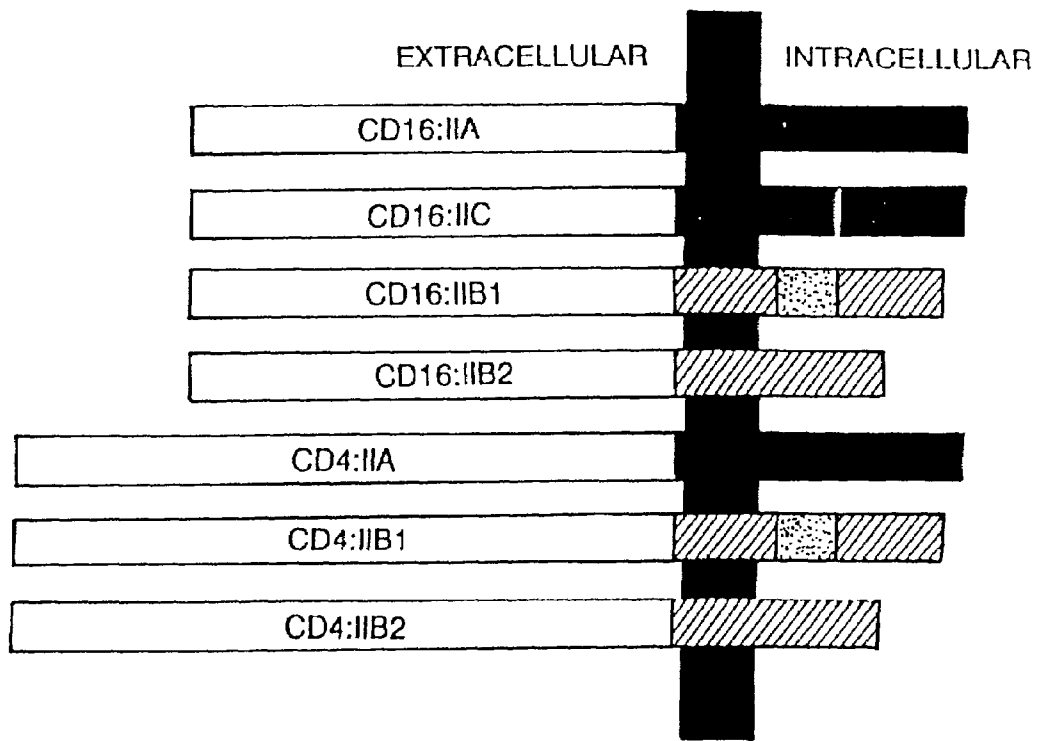 EXTRACELLULAR INTRACELLULAR
CD16:IIA
CD16:IIC
CD16:IIB1
CD16:IIB2
CD4:IIA
CD4:IIB1
CD4:IIB2